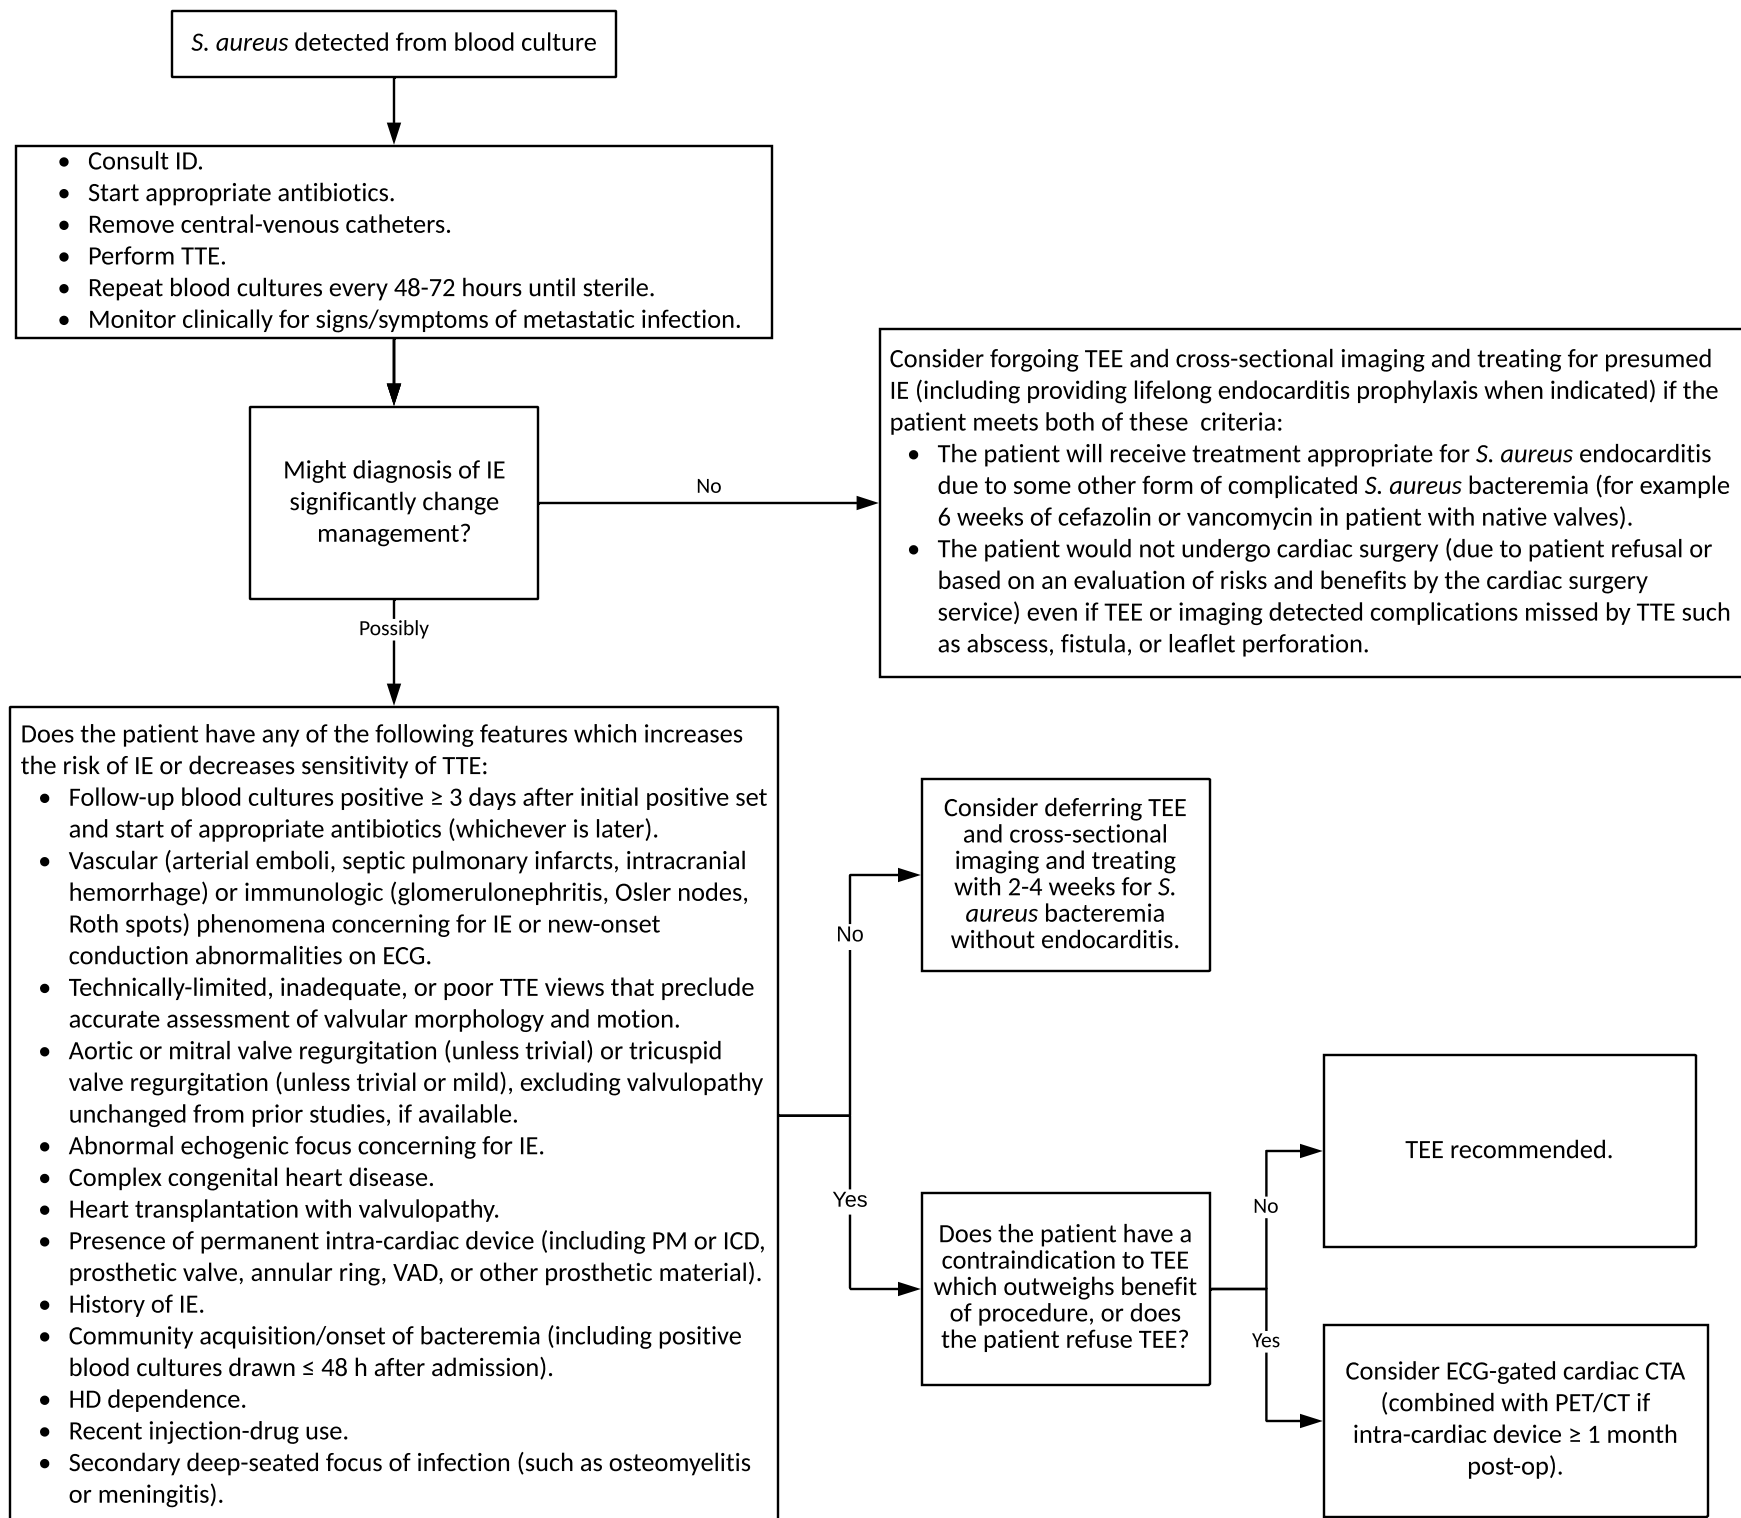 S. aureus detected from blood culture
• Consult ID.
• Start appropriate antibiotics.
• Remove central-venous catheters.
• Perform TTE.
• Repeat blood cultures every 48-72 hours until sterile.
• Monitor clinically for signs/symptoms of metastatic infection.
Might diagnosis of IE
significantly change
management?
No
Consider forgoing TEE and cross-sectional imaging and treating for presumed
IE (including providing lifelong endocarditis prophylaxis when indicated) if the
patient meets both of these  criteria:
• The patient will receive treatment appropriate for S. aureus endocarditis
due to some other form of complicated S. aureus bacteremia (for example
6 weeks of cefazolin or vancomycin in patient with native valves).
• The patient would not undergo cardiac surgery (due to patient refusal or
based on an evaluation of risks and benefits by the cardiac surgery
service) even if TEE or imaging detected complications missed by TTE such
as abscess, fistula, or leaflet perforation.
Possibly
Does the patient have any of the following features which increases
the risk of IE or decreases sensitivity of TTE:
• Follow-up blood cultures positive ≥ 3 days after initial positive set
and start of appropriate antibiotics (whichever is later).
• Vascular (arterial emboli, septic pulmonary infarcts, intracranial
hemorrhage) or immunologic (glomerulonephritis, Osler nodes,
Roth spots) phenomena concerning for IE or new-onset
conduction abnormalities on ECG.
• Technically-limited, inadequate, or poor TTE views that preclude
accurate assessment of valvular morphology and motion.
• Aortic or mitral valve regurgitation (unless trivial) or tricuspid
valve regurgitation (unless trivial or mild), excluding valvulopathy
unchanged from prior studies, if available.
• Abnormal echogenic focus concerning for IE.
• Complex congenital heart disease.
• Heart transplantation with valvulopathy.
• Presence of permanent intra-cardiac device (including PM or ICD,
prosthetic valve, annular ring, VAD, or other prosthetic material).
• History of IE.
• Community acquisition/onset of bacteremia (including positive
blood cultures drawn ≤ 48 h after admission).
• HD dependence.
• Recent injection-drug use.
• Secondary deep-seated focus of infection (such as osteomyelitis
or meningitis).
No
Consider deferring TEE
and cross-sectional
imaging and treating
with 2-4 weeks for S.
aureus bacteremia
without endocarditis.
Yes
Does the patient have a
contraindication to TEE
which outweighs benefit
of procedure, or does
the patient refuse TEE?
No
TEE recommended.
Yes
Consider ECG-gated cardiac CTA
(combined with PET/CT if
intra-cardiac device ≥ 1 month
post-op).